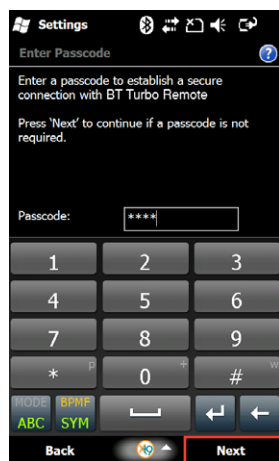 Settings
Enter Passcode
Enter a passcode to establish a secure
connection with BT Turbo Remote
Press 'Next' to continue if a passcode is not
required.
Passcode: ****
1 2 3
4 5 6
7 8 9
* p 0 + # w
MODE BPMF
ABC SYM
Back Next